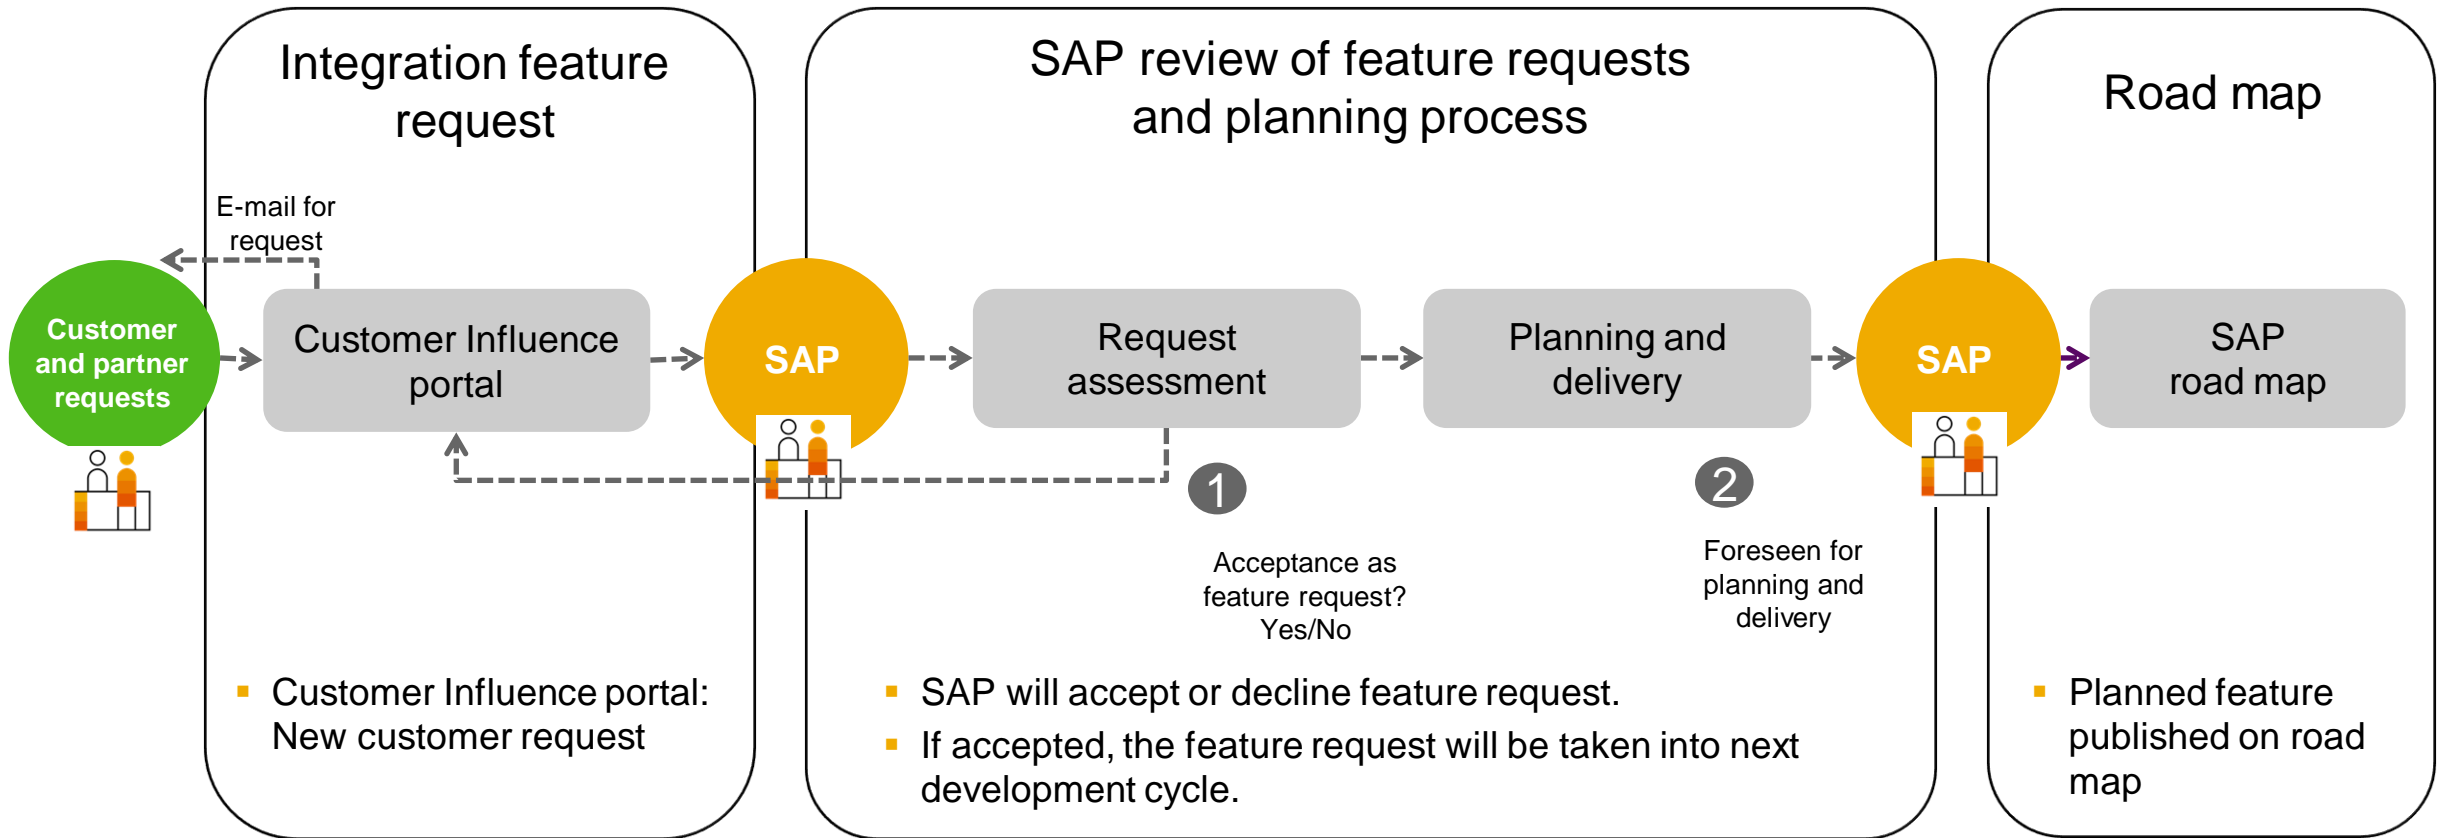 Integration feature
request
E-mail for
request
Customer
and partner
requests
Customer Influence
portal
▪ Customer Influence portal:
New customer request
SAP
SAP review of feature requests
and planning process
Request
assessment
Planning and
delivery
1
Acceptance as
feature request?
Yes/No
2
Foreseen for
planning and
delivery
▪ SAP will accept or decline feature request.
▪ If accepted, the feature request will be taken into next
development cycle.
SAP
Road map
SAP
road map
▪ Planned feature
published on road
map